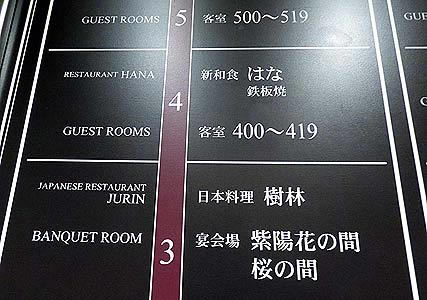 GUEST ROOMS 5 客室 500〜519
RESTAURANT HANA 新和食 はな
鉄板焼
4
GUEST ROOMS 客室 400〜419
JAPANESE RESTAURANT
JURIN 日本料理 樹林
BANQUET ROOM 3 宴会場 紫陽花の間
桜の間